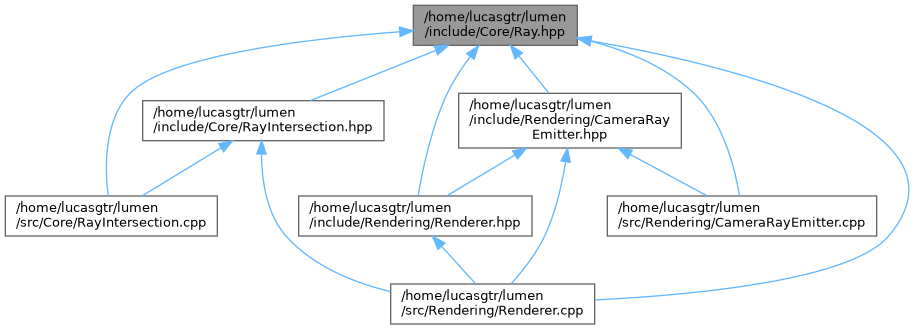 /home/lucasgtr/lumen
/include/Core/Ray.hpp
/home/lucasgtr/lumen
/include/Core/RayIntersection.hpp
/home/lucasgtr/lumen
/include/Rendering/CameraRay
Emitter.hpp
/home/lucasgtr/lumen
/src/Core/RayIntersection.cpp
/home/lucasgtr/lumen
/include/Rendering/Renderer.hpp
/home/lucasgtr/lumen
/src/Rendering/CameraRayEmitter.cpp
/home/lucasgtr/lumen
/src/Rendering/Renderer.cpp